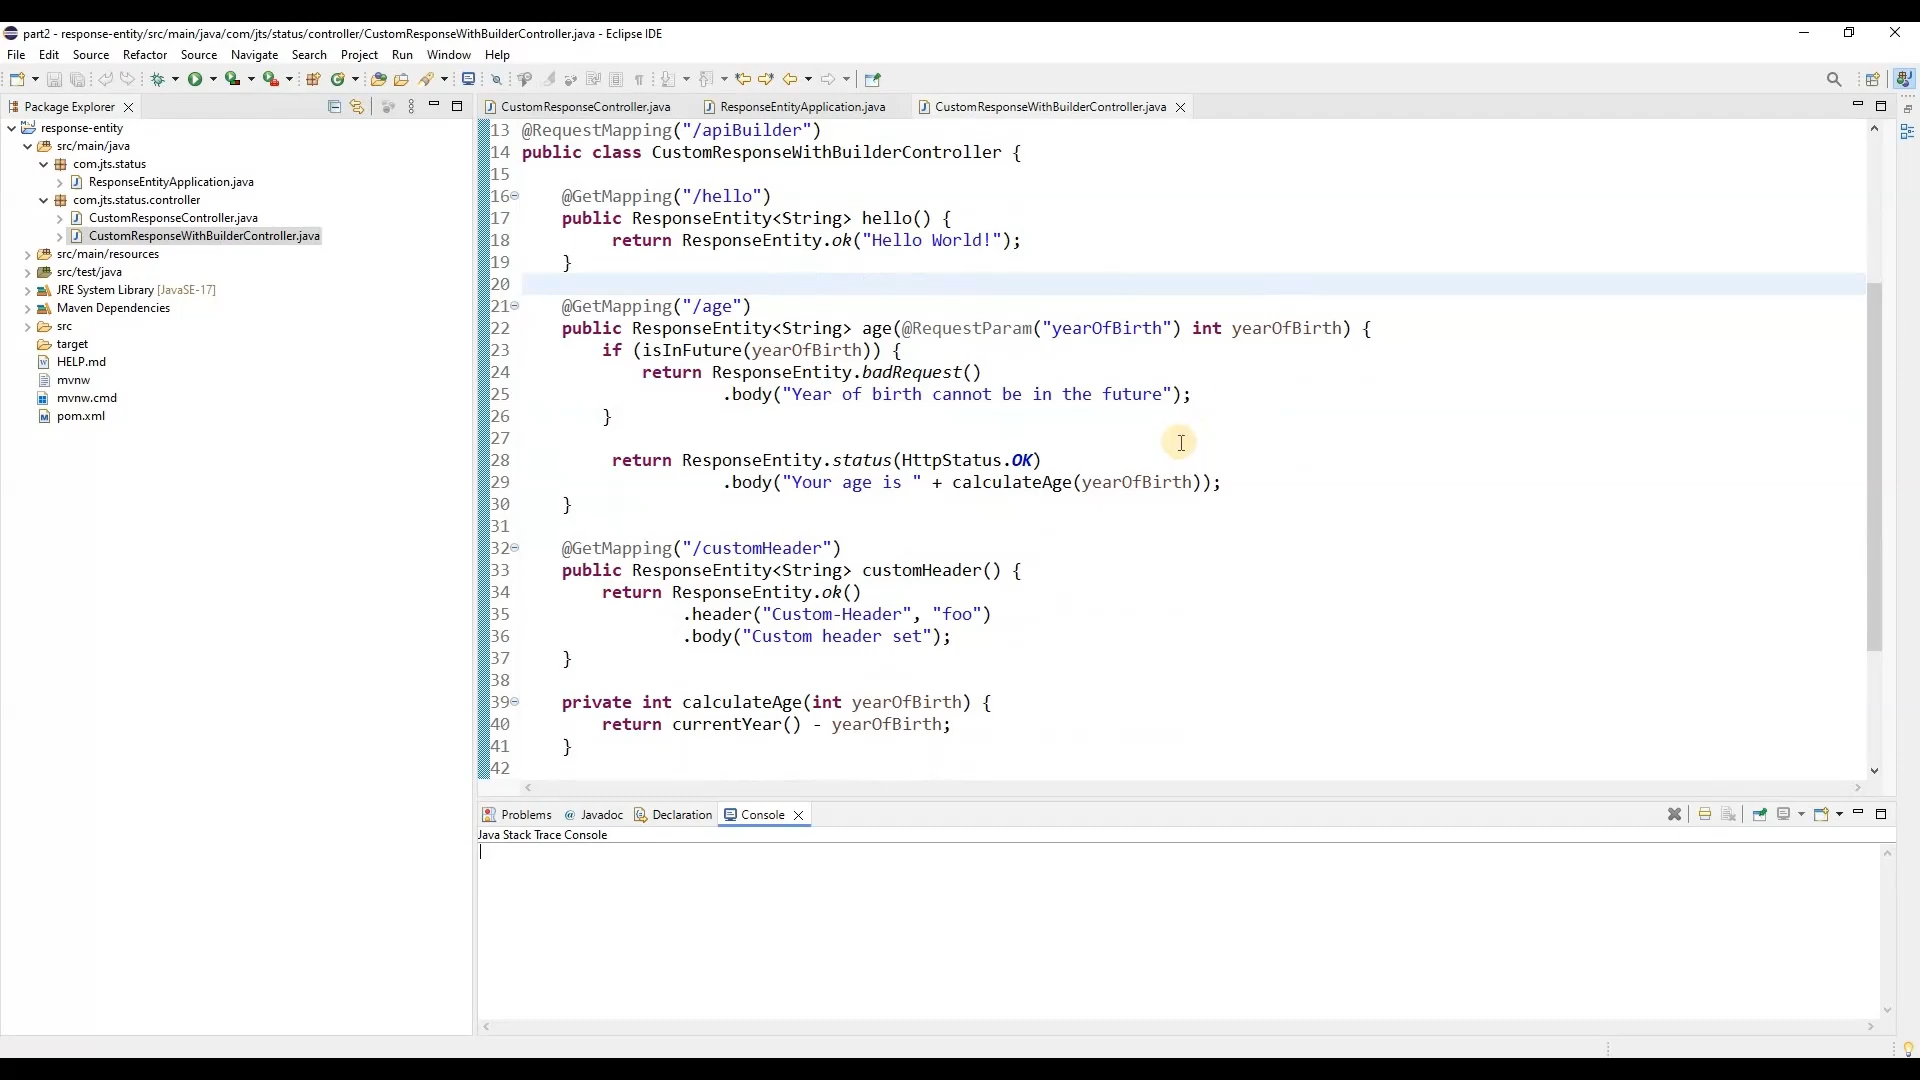 part2 - response-entity/src/main/java/com/jts/status/controller/CustomResponseWithBuilderController.java - Eclipse IDE
File Edit Source Refactor Source Navigate Search Project Run Window Help
Package Explorer
response-entity
src/main/java
com.jts.status
ResponseEntityApplication.java
com.jts.status.controller
CustomResponseController.java
CustomResponseWithBuilderController.java
src/main/resources
src/test/java
JRE System Library [JavaSE-17]
Maven Dependencies
src
target
HELP.md
mvnw
mvnw.cmd
pom.xml
CustomResponseController.java ResponseEntityApplication.java CustomResponseWithBuilderController.java
13 @RequestMapping("/apiBuilder")
14 public class CustomResponseWithBuilderController {
15
16 @GetMapping("/hello")
17 public ResponseEntity<String> hello() {
18 return ResponseEntity.ok("Hello World!");
19 }
20
21 @GetMapping("/age")
22 public ResponseEntity<String> age(@RequestParam("yearOfBirth") int yearOfBirth) {
23 if (isInFuture(yearOfBirth)) {
24 return ResponseEntity.badRequest()
25 .body("Year of birth cannot be in the future");
26 }
27
28 return ResponseEntity.status(HttpStatus.OK)
29 .body("Your age is " + calculateAge(yearOfBirth));
30 }
31
32 @GetMapping("/customHeader")
33 public ResponseEntity<String> customHeader() {
34 return ResponseEntity.ok()
35 .header("Custom-Header", "foo")
36 .body("Custom header set");
37 }
38
39 private int calculateAge(int yearOfBirth) {
40 return currentYear() - yearOfBirth;
41 }
42
Problems Javadoc Declaration Console
Java Stack Trace Console